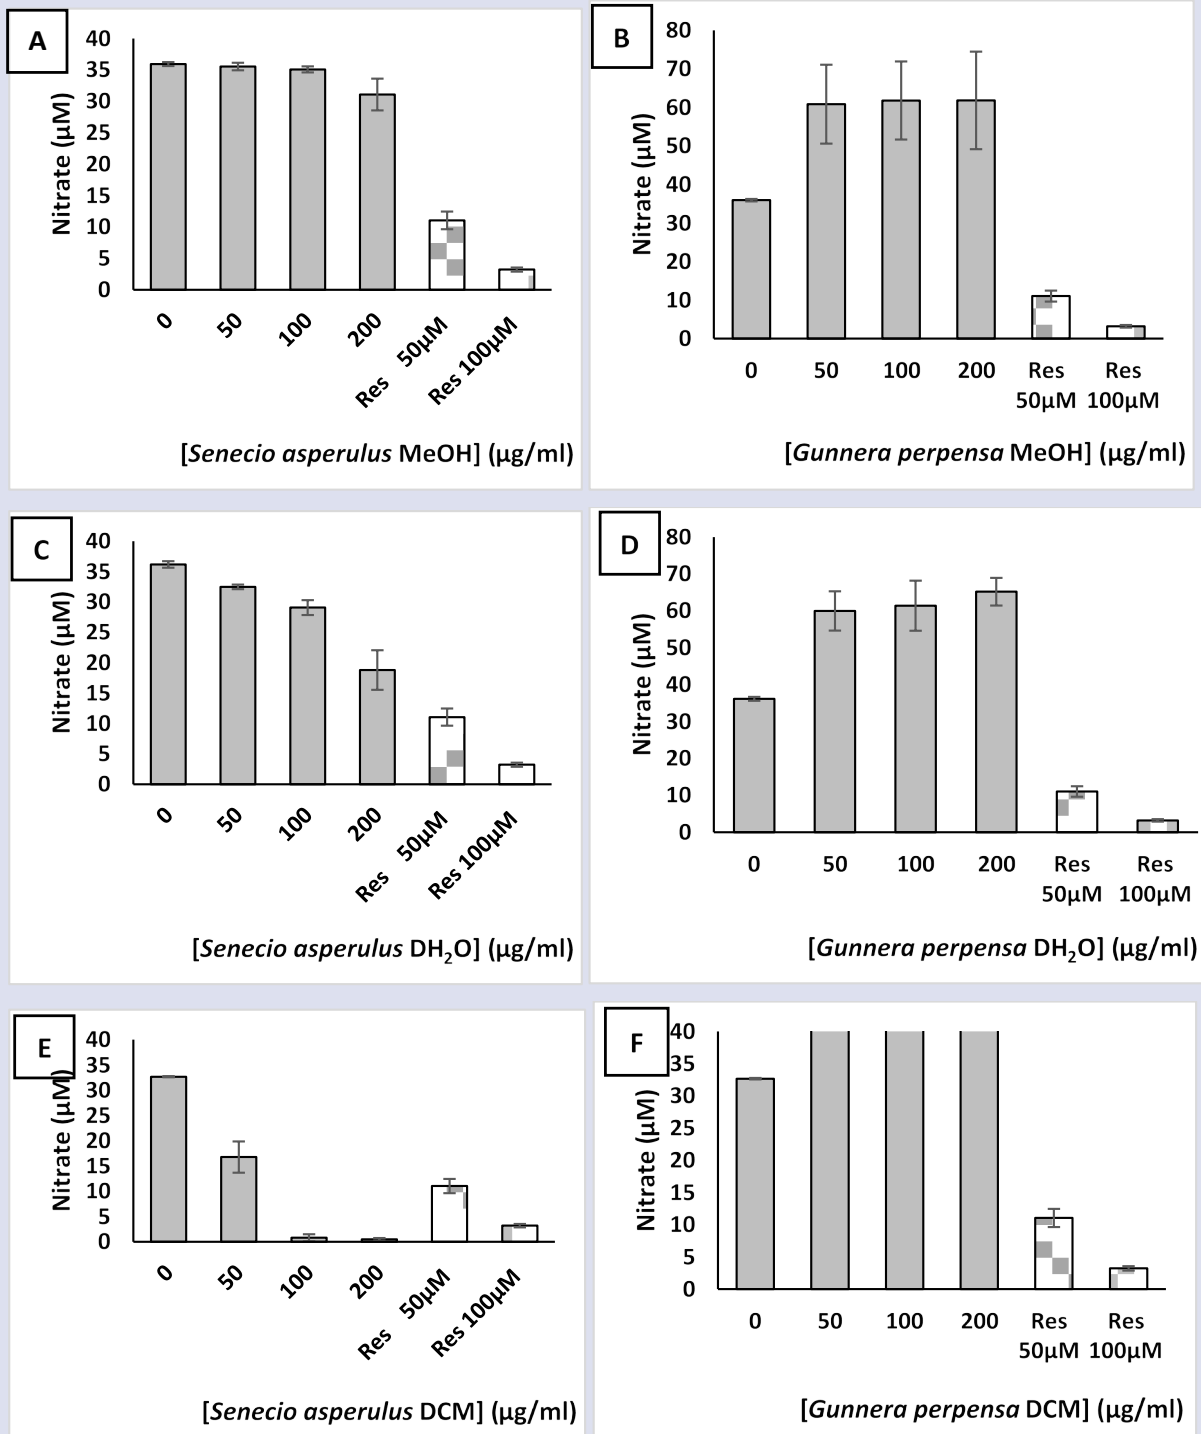 A
Nitrate (µM)
40
35
30
25
20
15
10
5
0
0
50
100
200
Res 50µM
Res 100µM
[Senecio asperulus MeOH] (µg/ml)
B
Nitrate (µM)
80
70
60
50
40
30
20
10
0
0 50 100 200 Res Res
50µM 100µM
[Gunnera perpensa MeOH] (µg/ml)
C
Nitrate (µM)
40
35
30
25
20
15
10
5
0
0
50
100
200
Res 50µM
Res 100µM
[Senecio asperulus DH₂O] (µg/ml)
D
Nitrate (µM)
80
70
60
50
40
30
20
10
0
0 50 100 200 Res Res
50µM 100µM
[Gunnera perpensa DH₂O] (µg/ml)
E
Nitrate (µM)
40
35
30
25
20
15
10
5
0
0
50
100
200
Res 50µM
Res 100µM
[Senecio asperulus DCM] (µg/ml)
F
Nitrate (µM)
40
35
30
25
20
15
10
5
0
0 50 100 200 Res Res
50µM 100µM
[Gunnera perpensa DCM] (µg/ml)